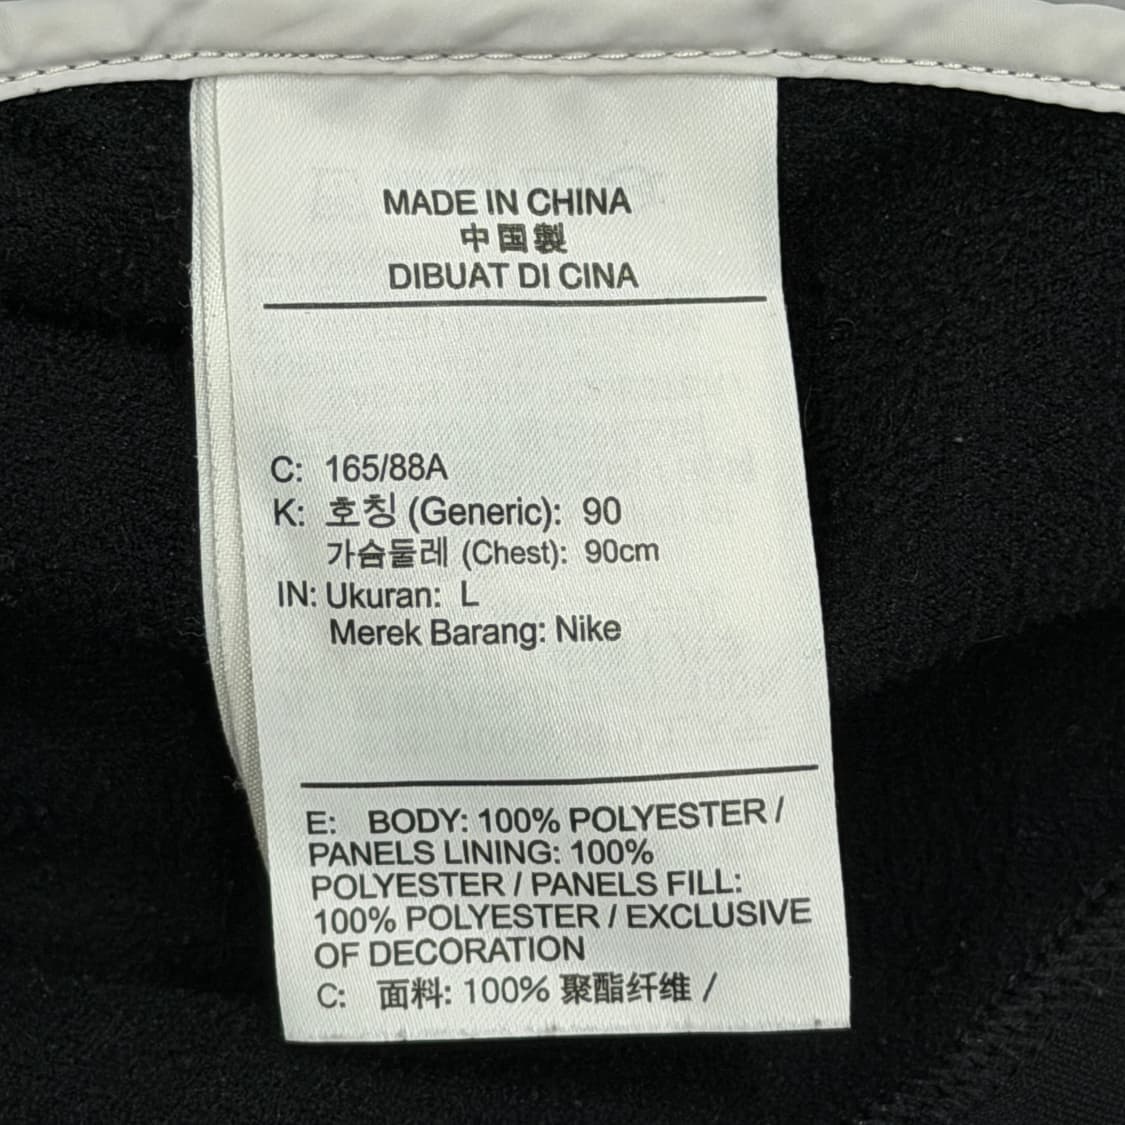 MADE IN CHINA
中国製
DIBUAT DI CINA
C: 165/88A
K: 호칭 (Generic): 90
가슴둘레 (Chest): 90cm
IN: Ukuran: L
Merek Barang: Nike
E: BODY: 100% POLYESTER /
PANELS LINING: 100%
POLYESTER / PANELS FILL:
100% POLYESTER / EXCLUSIVE
OF DECORATION
C: 面料: 100% 聚酯纤维 /